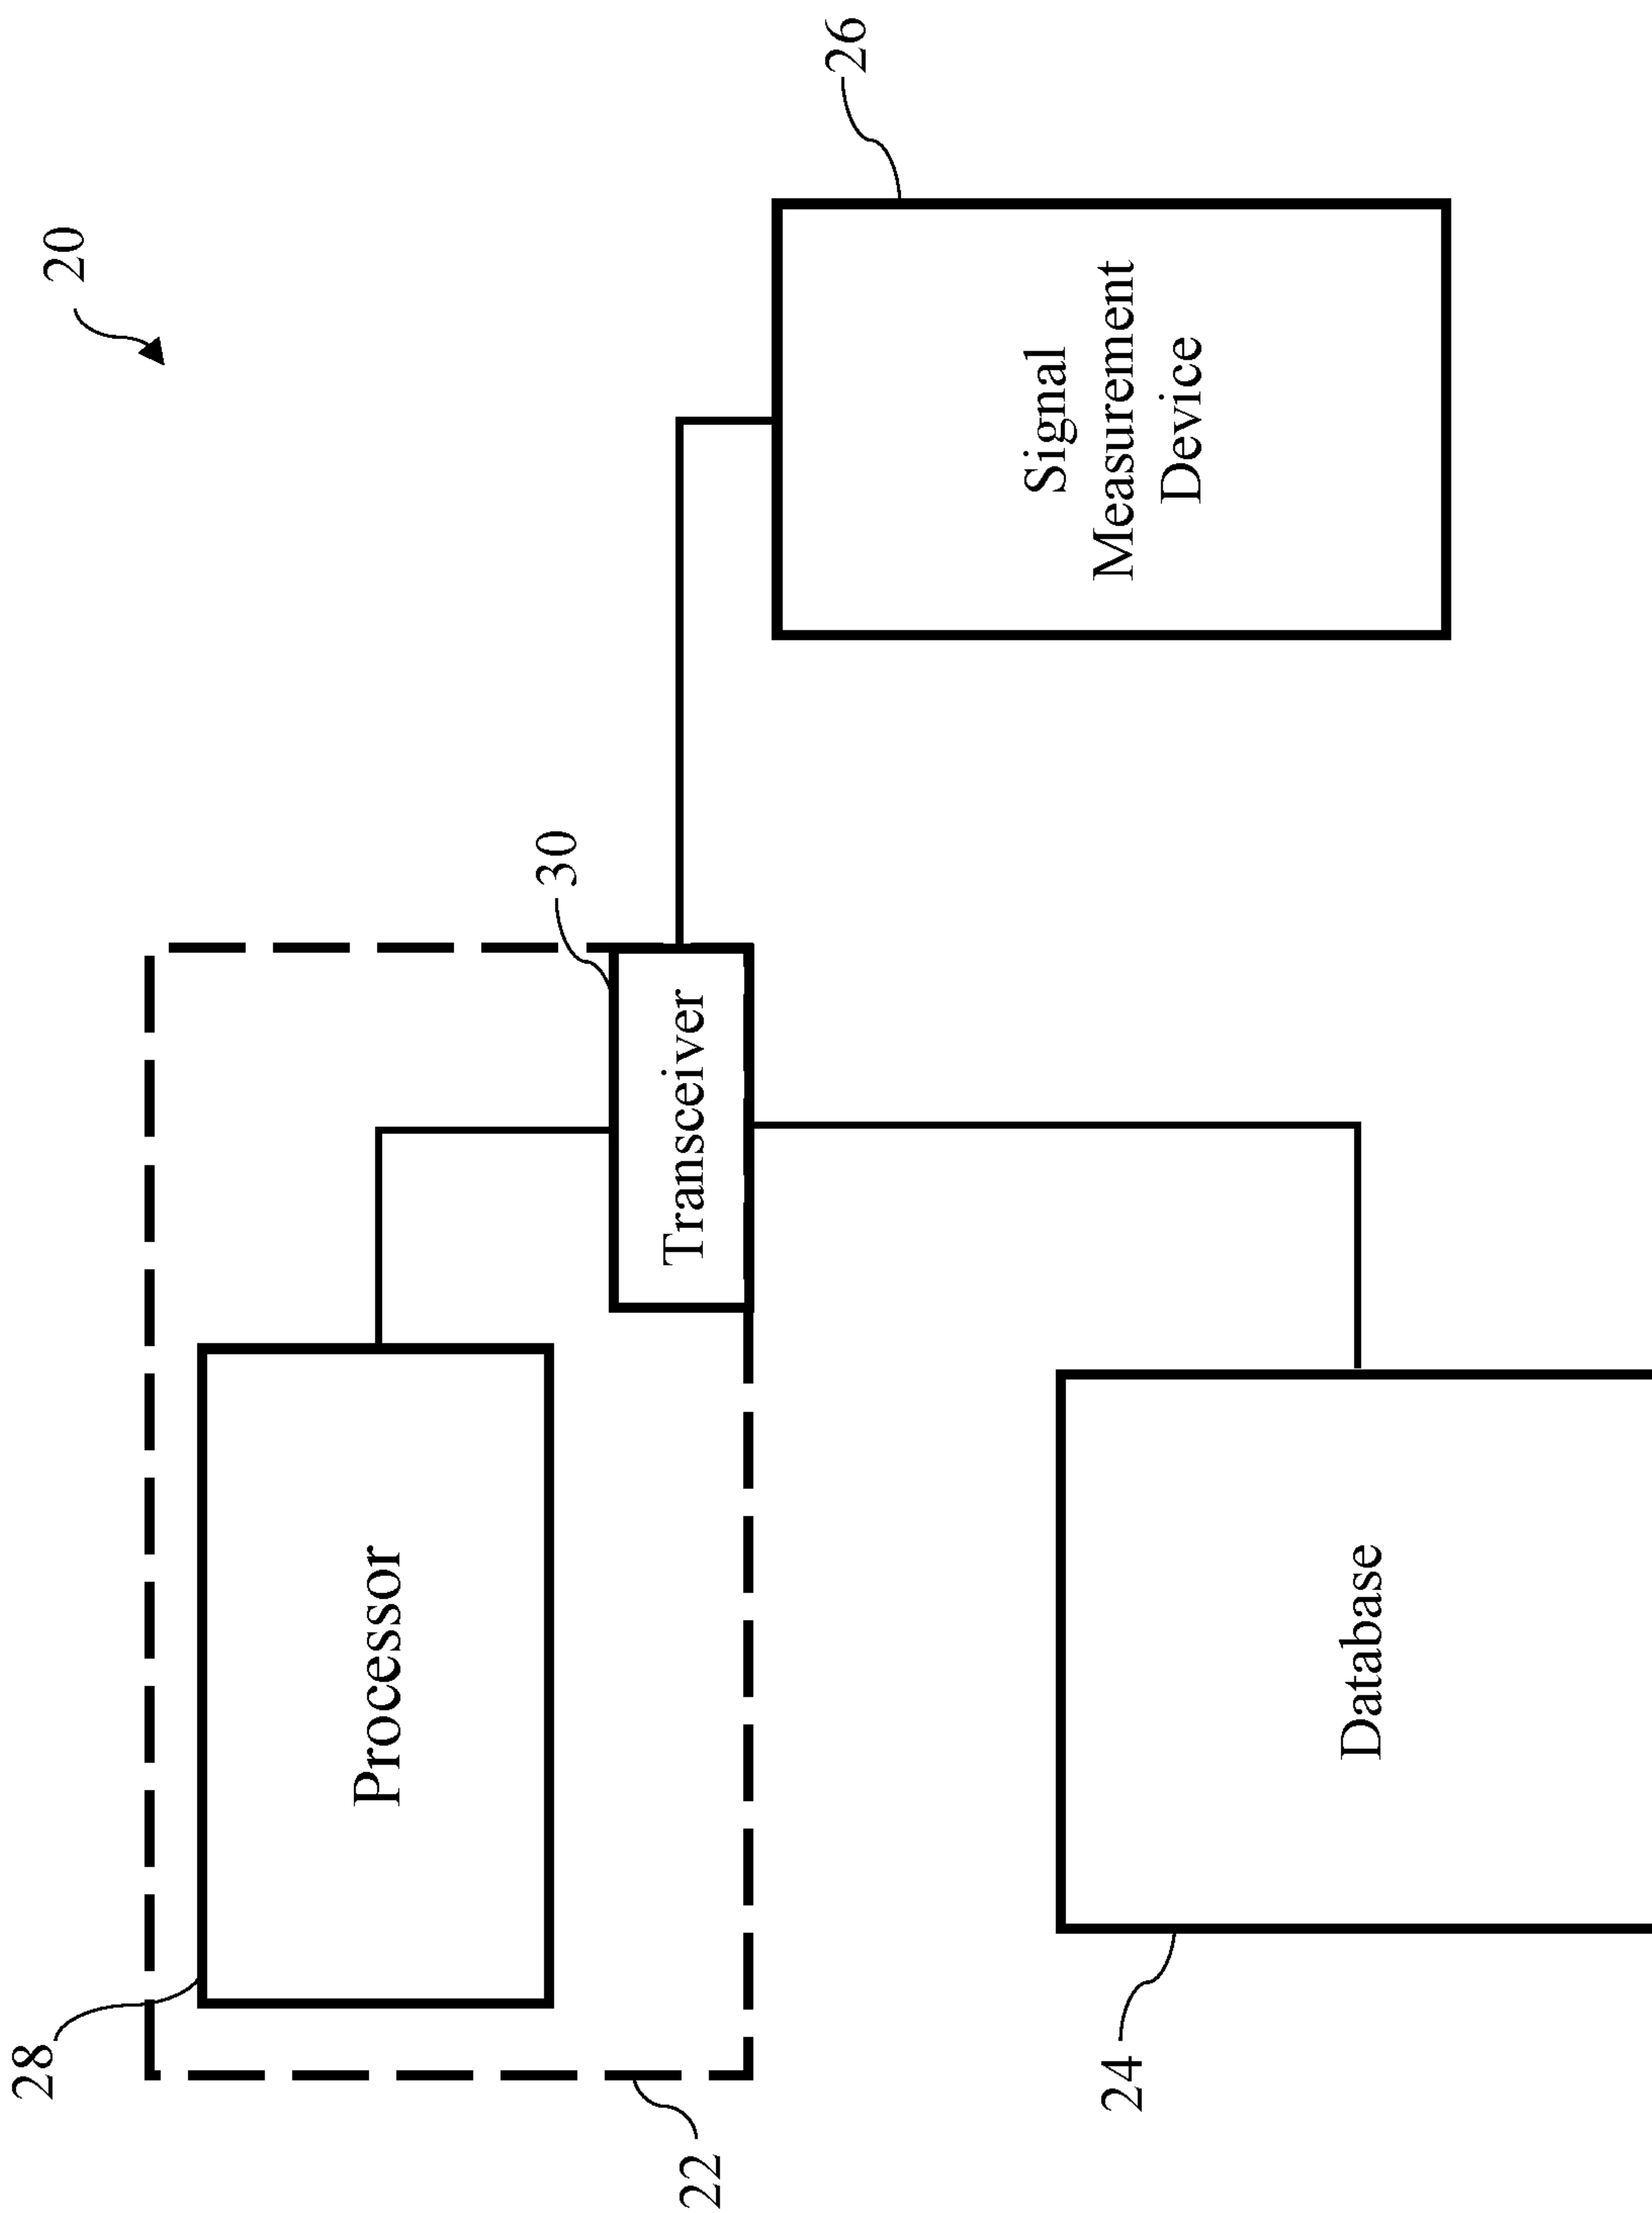 20
28
Processor
30
Transceiver
22
26
Signal
Measurement
Device
24
Database